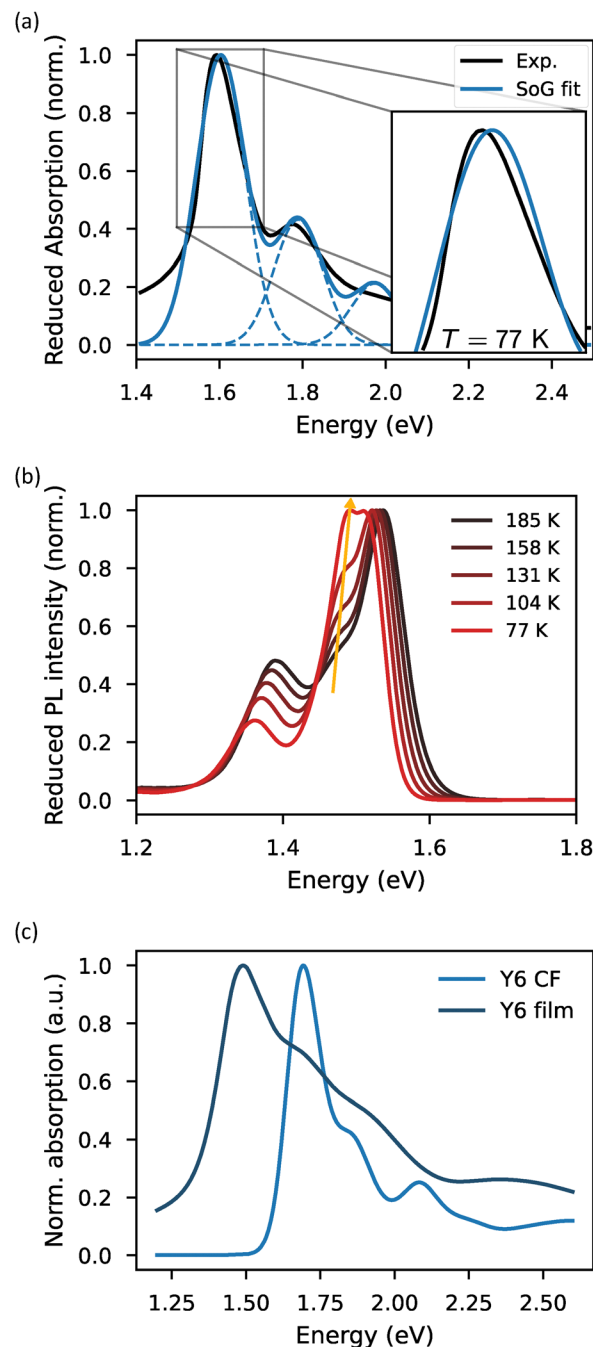 (a)
Reduced Absorption (norm.)
1.0
0.8
0.6
0.4
0.2
0.0
Exp.
SoG fit
T = 77 K
1.4 1.6 1.8 2.0 2.2 2.4
Energy (eV)
(b)
Reduced PL intensity (norm.)
1.0
0.8
0.6
0.4
0.2
0.0
185 K
158 K
131 K
104 K
77 K
1.2 1.4 1.6 1.8
Energy (eV)
(c)
Norm. absorption (a.u.)
1.0
0.8
0.6
0.4
0.2
0.0
Y6 CF
Y6 film
1.25 1.50 1.75 2.00 2.25 2.50
Energy (eV)